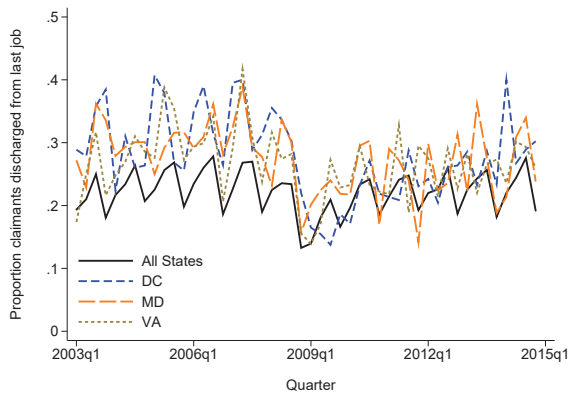 Proportion claimants discharged from last job
.5
.4
.3
.2
.1
0
All States
DC
MD
VA
2003q1 2006q1 2009q1 2012q1 2015q1
Quarter